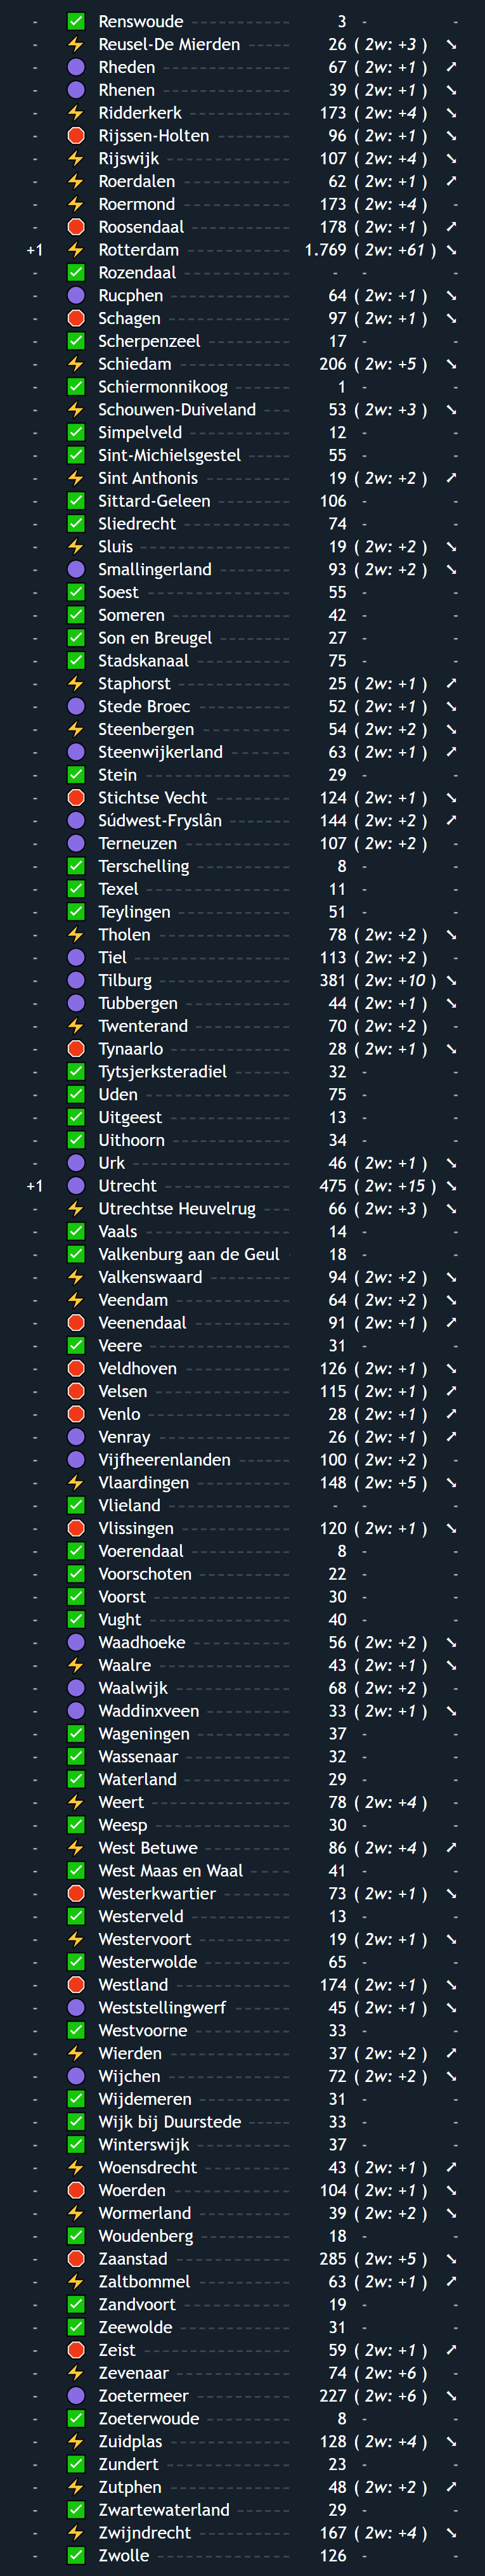 - ✅ Renswoude ------------ 3 - -
- ⚡ Reusel-De Mierden ------ 26 ( 2w: +3 ) ➘
- 🟣 Rheden ------------ 67 ( 2w: +1 ) ➚
- 🟣 Rhenen ------------ 39 ( 2w: +1 ) ➘
- ⚡ Ridderkerk ------------ 173 ( 2w: +4 ) ➘
- 🛑 Rijssen-Holten --------- 96 ( 2w: +1 ) ➘
- ⚡ Rijswijk ------------ 107 ( 2w: +4 ) ➘
- ⚡ Roerdalen ------------ 62 ( 2w: +1 ) ➚
- ⚡ Roermond ------------ 173 ( 2w: +4 ) -
- 🛑 Roosendaal ------------ 178 ( 2w: +1 ) ➚
+1 ⚡ Rotterdam ------------ 1.769 ( 2w: +61 ) ➘
- ✅ Rozendaal ------------ - - -
- 🟣 Rucphen ------------ 64 ( 2w: +1 ) ➘
- 🛑 Schagen ------------ 97 ( 2w: +1 ) ➘
- ✅ Scherpenzeel --------- 17 - -
- ⚡ Schiedam ------------ 206 ( 2w: +5 ) ➘
- ✅ Schiermonnikoog ------ 1 - -
- ⚡ Schouwen-Duiveland ---- 53 ( 2w: +3 ) ➘
- ✅ Simpelveld ------------ 12 - -
- ✅ Sint-Michielsgestel ------ 55 - -
- ⚡ Sint Anthonis --------- 19 ( 2w: +2 ) ➚
- ✅ Sittard-Geleen --------- 106 - -
- ✅ Sliedrecht ------------ 74 - -
- ⚡ Sluis ------------ 19 ( 2w: +2 ) ➘
- 🟣 Smallingerland --------- 93 ( 2w: +2 ) ➘
- ✅ Soest ------------ 55 - -
- ✅ Someren ------------ 42 - -
- ✅ Son en Breugel --------- 27 - -
- ✅ Stadskanaal ------------ 75 - -
- ⚡ Staphorst ------------ 25 ( 2w: +1 ) ➚
- 🟣 Stede Broec ------------ 52 ( 2w: +1 ) ➘
- ⚡ Steenbergen ------------ 54 ( 2w: +2 ) ➘
- 🟣 Steenwijkerland --------- 63 ( 2w: +1 ) ➚
- ✅ Stein ------------ 29 - -
- 🛑 Stichtse Vecht --------- 124 ( 2w: +1 ) ➘
- 🟣 Súdwest-Fryslân --------- 144 ( 2w: +2 ) ➚
- 🟣 Terneuzen ------------ 107 ( 2w: +2 ) -
- ✅ Terschelling ------------ 8 - -
- ✅ Texel ------------ 11 - -
- ✅ Teylingen ------------ 51 - -
- ⚡ Tholen ------------ 78 ( 2w: +2 ) ➘
- 🟣 Tiel ------------ 113 ( 2w: +2 ) -
- 🟣 Tilburg ------------ 381 ( 2w: +10 ) ➘
- 🟣 Tubbergen ------------ 44 ( 2w: +1 ) ➘
- ⚡ Twenterand ------------ 70 ( 2w: +2 ) -
- 🛑 Tynaarlo ------------ 28 ( 2w: +1 ) ➘
- ✅ Tytsjerksteradiel ------ 32 - -
- ✅ Uden ------------ 75 - -
- ✅ Uitgeest ------------ 13 - -
- ✅ Uithoorn ------------ 34 - -
- 🟣 Urk ------------ 46 ( 2w: +1 ) ➘
+1 🟣 Utrecht ------------ 475 ( 2w: +15 ) ➘
- ⚡ Utrechtse Heuvelrug ---- 66 ( 2w: +3 ) ➘
- ✅ Vaals ------------ 14 - -
- ✅ Valkenburg aan de Geul - 18 - -
- ⚡ Valkenswaard --------- 94 ( 2w: +2 ) ➘
- ⚡ Veendam ------------ 64 ( 2w: +2 ) ➘
- 🛑 Veenendaal ------------ 91 ( 2w: +1 ) ➚
- ✅ Veere ------------ 31 - -
- 🛑 Veldhoven ------------ 126 ( 2w: +1 ) ➘
- 🛑 Velsen ------------ 115 ( 2w: +1 ) ➚
- 🛑 Venlo ------------ 28 ( 2w: +1 ) ➚
- 🟣 Venray ------------ 26 ( 2w: +1 ) ➚
- 🟣 Vijfheerenlanden ------ 100 ( 2w: +2 ) -
- ⚡ Vlaardingen ------------ 148 ( 2w: +5 ) ➘
- ✅ Vlieland ------------ - - -
- 🛑 Vlissingen ------------ 120 ( 2w: +1 ) ➘
- ✅ Voerendaal ------------ 8 - -
- ✅ Voorschoten ------------ 22 - -
- ✅ Voorst ------------ 30 - -
- ✅ Vught ------------ 40 - -
- 🟣 Waadhoeke ------------ 56 ( 2w: +2 ) ➘
- ⚡ Waalre ------------ 43 ( 2w: +1 ) ➘
- 🟣 Waalwijk ------------ 68 ( 2w: +2 ) -
- 🟣 Waddinxveen --------- 33 ( 2w: +1 ) ➘
- ✅ Wageningen ------------ 37 - -
- ✅ Wassenaar ------------ 32 - -
- ✅ Waterland ------------ 29 - -
- ⚡ Weert ------------ 78 ( 2w: +4 ) -
- ✅ Weesp ------------ 30 - -
- ⚡ West Betuwe --------- 86 ( 2w: +4 ) ➚
- ✅ West Maas en Waal ------ 41 - -
- 🛑 Westerkwartier --------- 73 ( 2w: +1 ) ➘
- ✅ Westerveld ------------ 13 - -
- ⚡ Westervoort ------------ 19 ( 2w: +1 ) ➘
- ✅ Westerwolde --------- 65 - -
- 🛑 Westland ------------ 174 ( 2w: +1 ) ➘
- 🟣 Weststellingwerf ------ 45 ( 2w: +1 ) ➘
- ✅ Westvoorne ------------ 33 - -
- ⚡ Wierden ------------ 37 ( 2w: +2 ) ➚
- 🟣 Wijchen ------------ 72 ( 2w: +2 ) ➘
- ✅ Wijdemeren ------------ 31 - -
- ✅ Wijk bij Duurstede ------ 33 - -
- ✅ Winterswijk ------------ 37 - -
- ⚡ Woensdrecht --------- 43 ( 2w: +1 ) ➚
- 🛑 Woerden ------------ 104 ( 2w: +1 ) ➘
- ⚡ Wormerland ------------ 39 ( 2w: +2 ) ➘
- ✅ Woudenberg ------------ 18 - -
- 🛑 Zaanstad ------------ 285 ( 2w: +5 ) ➘
- ⚡ Zaltbommel ------------ 63 ( 2w: +1 ) ➚
- ✅ Zandvoort ------------ 19 - -
- ✅ Zeewolde ------------ 31 - -
- 🛑 Zeist ------------ 59 ( 2w: +1 ) ➚
- ⚡ Zevenaar ------------ 74 ( 2w: +6 ) -
- 🟣 Zoetermeer ------------ 227 ( 2w: +6 ) ➘
- ✅ Zoeterwoude --------- 8 - -
- ⚡ Zuidplas ------------ 128 ( 2w: +4 ) ➘
- ✅ Zundert ------------ 23 - -
- ⚡ Zutphen ------------ 48 ( 2w: +2 ) ➚
- ✅ Zwartewaterland ------ 29 - -
- ⚡ Zwijndrecht ------------ 167 ( 2w: +4 ) ➘
- ✅ Zwolle ------------ 126 - -